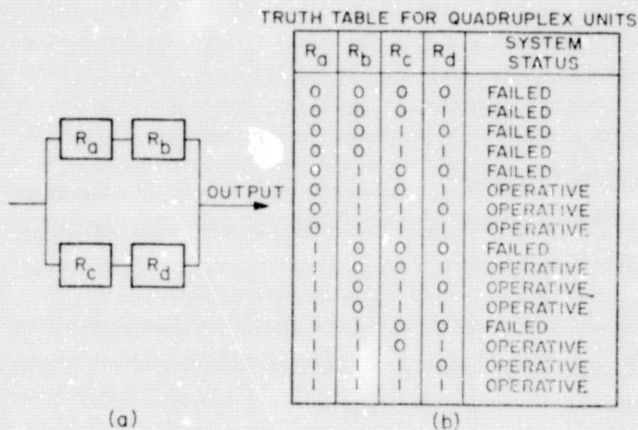 TRUTH TABLE FOR QUADRUPLEX UNITS
Ra Rb Rc Rd SYSTEM STATUS
0 0 0 0 FAILED
0 0 0 1 FAILED
0 0 1 0 FAILED
0 0 1 1 FAILED
0 1 0 0 FAILED
0 1 0 1 OPERATIVE
0 1 1 0 OPERATIVE
0 1 1 1 OPERATIVE
1 0 0 0 FAILED
1 0 0 1 OPERATIVE
1 0 1 0 OPERATIVE
1 0 1 1 OPERATIVE
1 1 0 0 FAILED
1 1 0 1 OPERATIVE
1 1 1 0 OPERATIVE
1 1 1 1 OPERATIVE
Ra Rb
OUTPUT
Rc Rd
(a) (b)